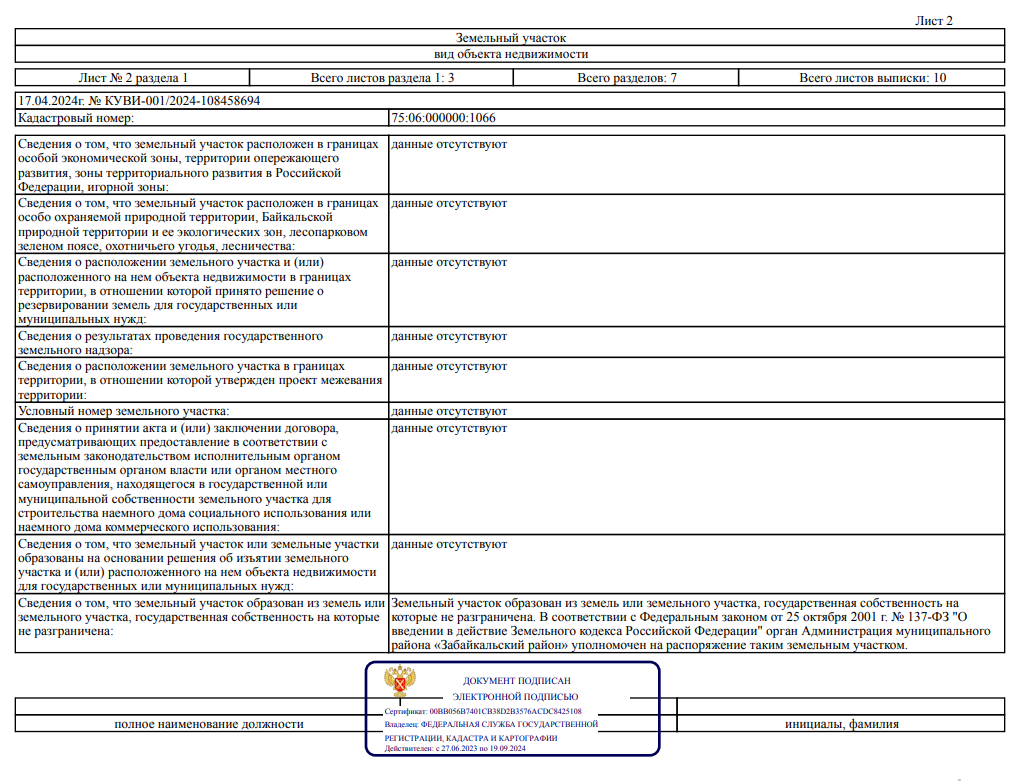 Лист 2
Земельный участок
вид объекта недвижимости
Лист № 2 раздела 1
Всего листов раздела 1: 3
Всего разделов: 7
Всего листов выписки: 10
17.04.2024г. № КУВИ-001/2024-108458694
Кадастровый номер:
75:06:000000:1066
Сведения о том, что земельный участок расположен в границах
особой экономической зоны, территории опережающего
развития, зоны территориального развития в Российской
Федерации, игорной зоны:
данные отсутствуют
Сведения о том, что земельный участок расположен в границах
особо охраняемой природной территории, Байкальской
природной территории и ее экологических зон, лесопарковом
зеленом поясе, охотничьего угодья, лесничества:
данные отсутствуют
Сведения о расположении земельного участка и (или)
расположенного на нем объекта недвижимости в границах
территории, в отношении которой принято решение о
резервировании земель для государственных или
муниципальных нужд:
данные отсутствуют
Сведения о результатах проведения государственного
земельного надзора:
данные отсутствуют
Сведения о расположении земельного участка в границах
территории, в отношении которой утвержден проект межевания
территории:
данные отсутствуют
Условный номер земельного участка:
данные отсутствуют
Сведения о принятии акта и (или) заключении договора,
предусматривающих предоставление в соответствии с
земельным законодательством исполнительным органом
государственным органом власти или органом местного
самоуправления, находящегося в государственной или
муниципальной собственности земельного участка для
строительства наемного дома социального использования или
наемного дома коммерческого использования:
данные отсутствуют
Сведения о том, что земельный участок или земельные участки
образованы на основании решения об изъятии земельного
участка и (или) расположенного на нем объекта недвижимости
для государственных или муниципальных нужд:
данные отсутствуют
Сведения о том, что земельный участок образован из земель или
земельного участка, государственная собственность на которые
не разграничена:
Земельный участок образован из земель или земельного участка, государственная собственность на
которые не разграничена. В соответствии с Федеральным законом от 25 октября 2001 г. № 137-ФЗ "О
введении в действие Земельного кодекса Российской Федерации" орган Администрация муниципального
района «Забайкальский район» уполномочен на распоряжение таким земельным участком.
ДОКУМЕНТ ПОДПИСАН
ЭЛЕКТРОННОЙ ПОДПИСЬЮ
Сертификат: 00BB056B7401CB38D2B3576ACDC8425108
Владелец: ФЕДЕРАЛЬНАЯ СЛУЖБА ГОСУДАРСТВЕННОЙ
РЕГИСТРАЦИИ, КАДАСТРА И КАРТОГРАФИИ
Действителен: с 27.06.2023 по 19.09.2024
полное наименование должности
инициалы, фамилия